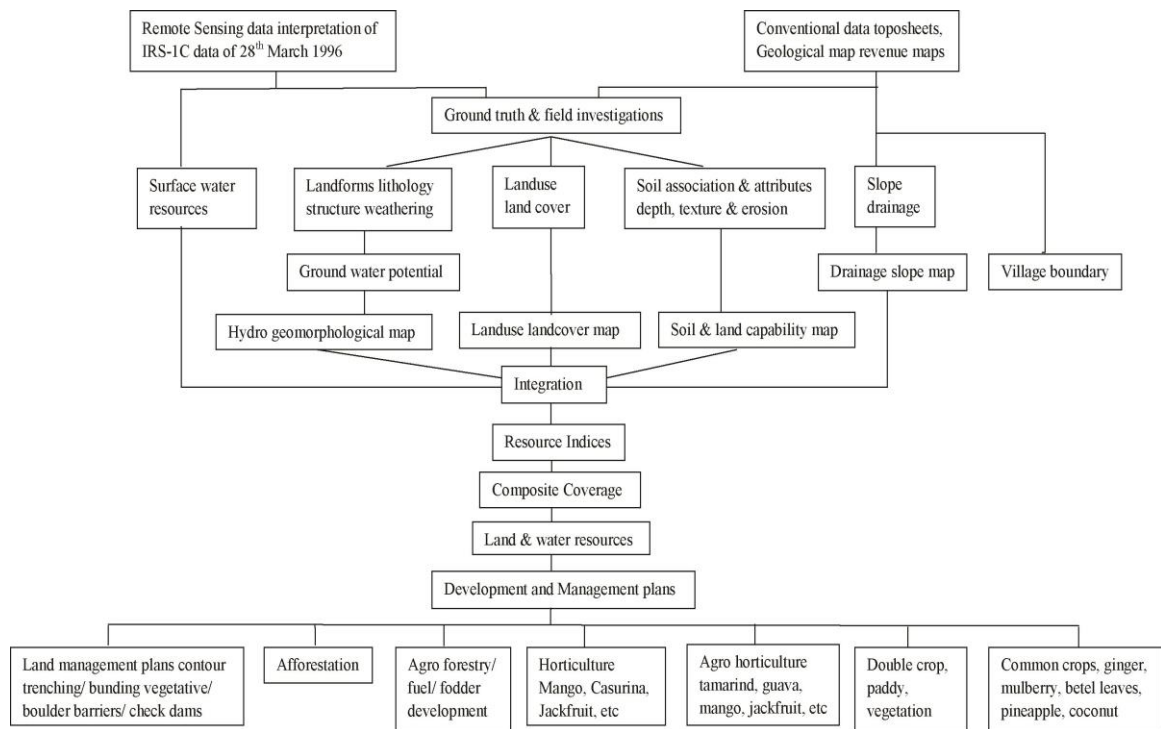 Remote Sensing data interpretation of
IRS-1C data of 28th March 1996
Conventional data toposheets,
Geological map revenue maps
Ground truth & field investigations
Surface water
resources
Landforms lithology
structure weathering
Landuse
land cover
Soil association & attributes
depth, texture & erosion
Slope
drainage
Ground water potential
Drainage slope map
Village boundary
Hydro geomorphological map
Landuse landcover map
Soil & land capability map
Integration
Resource Indices
Composite Coverage
Land & water resources
Development and Management plans
Land management plans contour
trenching/ bunding vegetative/
boulder barriers/ check dams
Afforestation
Agro forestry/
fuel/ fodder
development
Horticulture
Mango, Casurina,
Jackfruit, etc
Agro horticulture
tamarind, guava,
mango, jackfruit, etc
Double crop,
paddy,
vegetation
Common crops, ginger,
mulberry, betel leaves,
pineapple, coconut